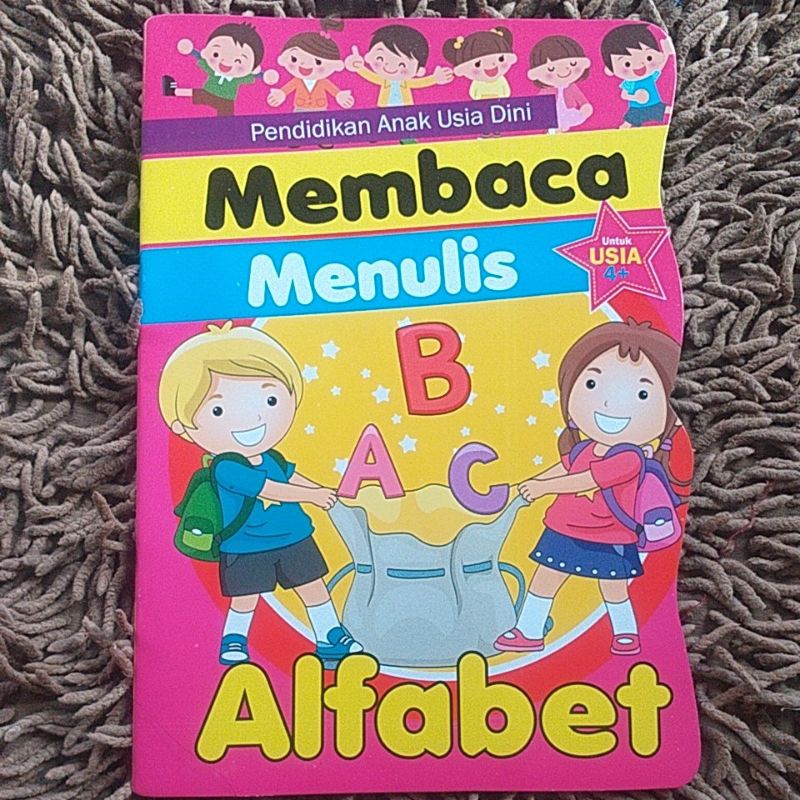 Pendidikan Anak Usia Dini
Membaca
Menulis
Untuk
USIA
4+
B
A C
Alfabet